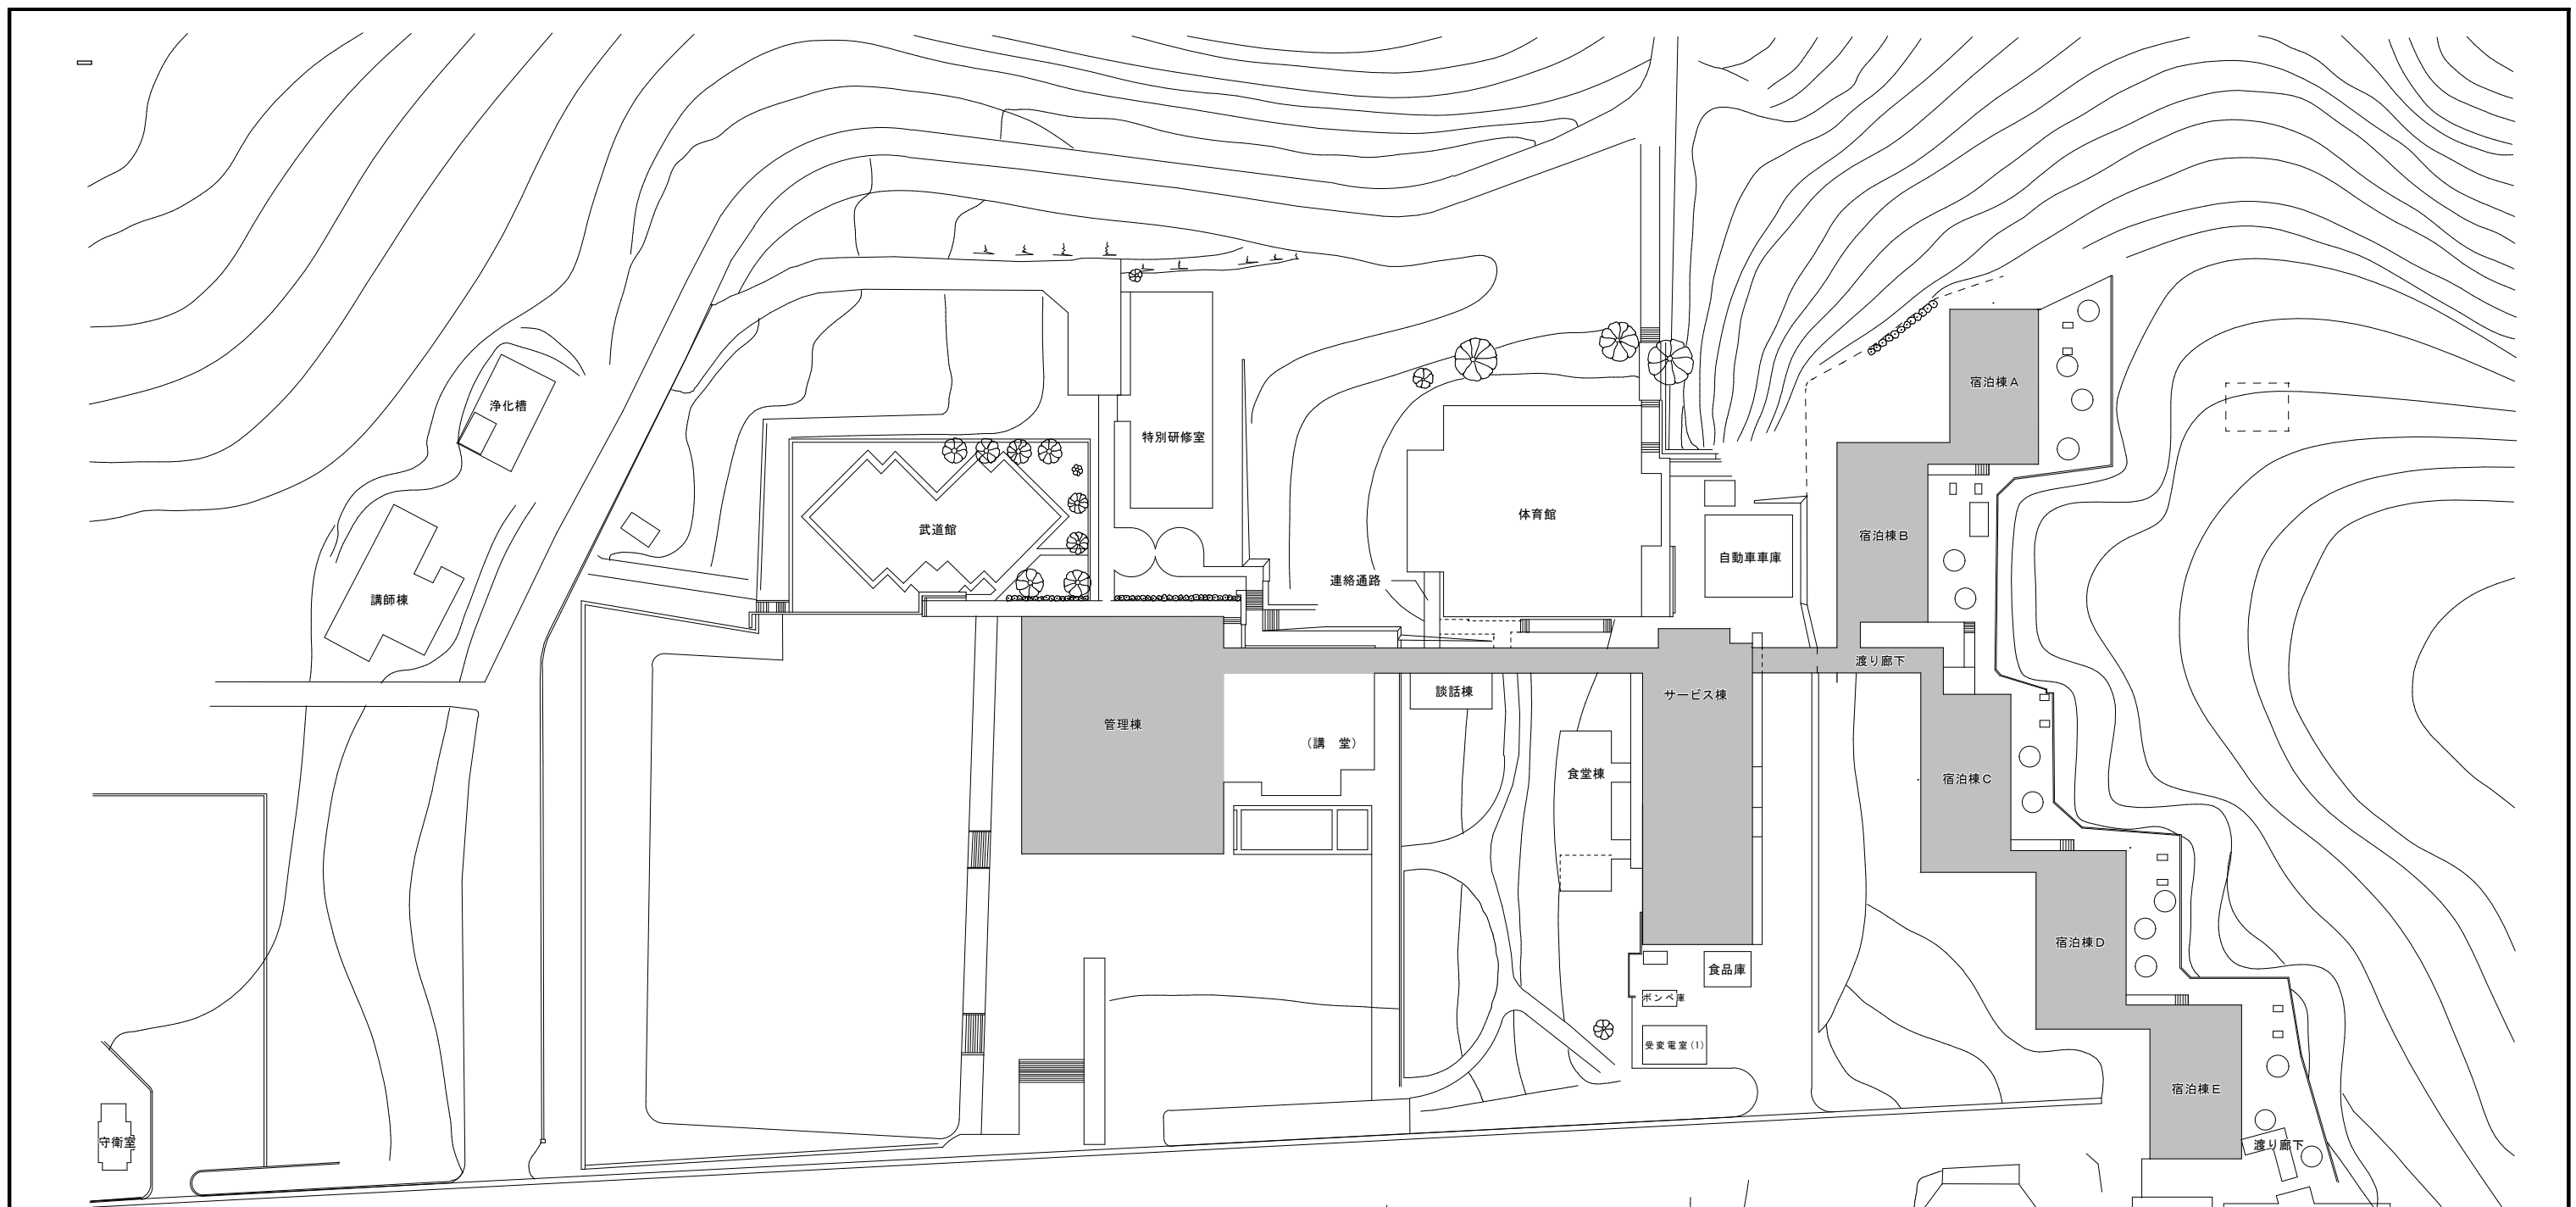 宿泊棟A
浄化槽
特別研修室
体育館
武道館
宿泊棟B
自動車車庫
連絡通路
講師棟
渡り廊下
談話棟
サービス棟
管理棟
(講　堂)
食堂棟
宿泊棟C
宿泊棟D
食品庫
ボンベ庫
受変電室(1)
宿泊棟E
守衛室
渡り廊下